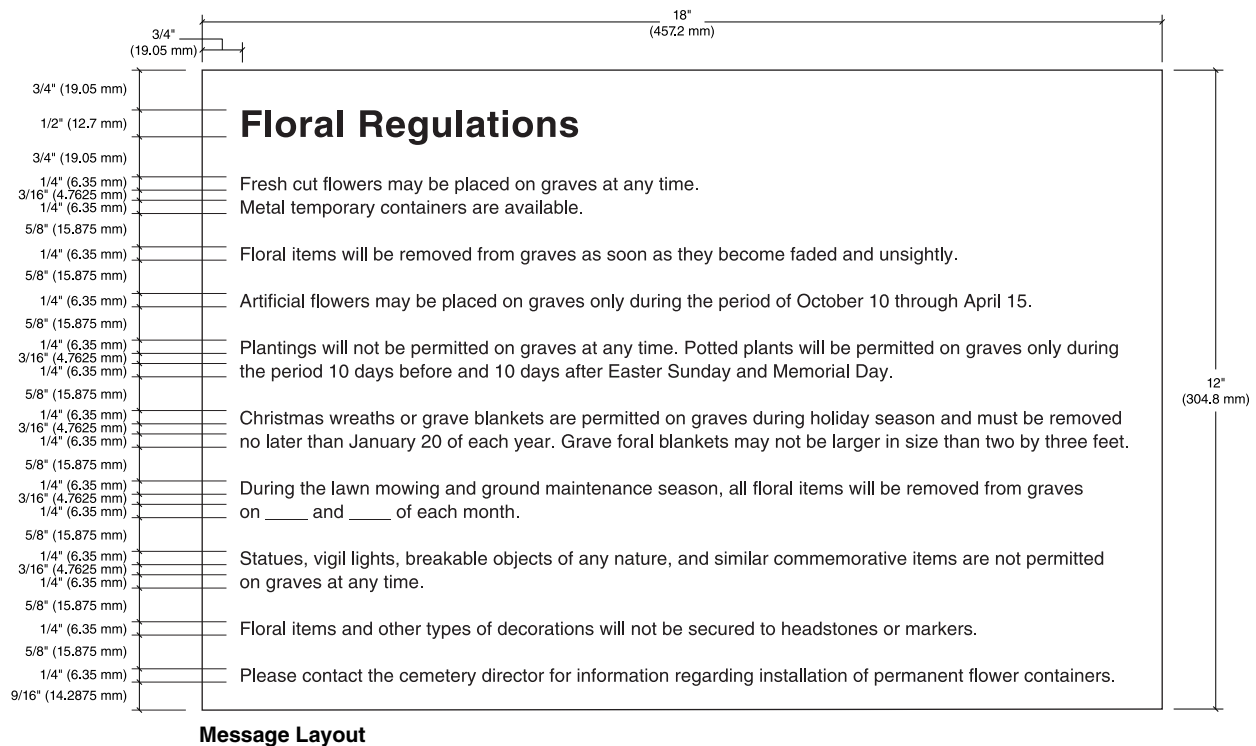 18"
(457.2 mm)
3/4"
(19.05 mm)
3/4" (19.05 mm)
1/2" (12.7 mm)
3/4" (19.05 mm)
1/4" (6.35 mm)
3/16" (4.7625 mm)
1/4" (6.35 mm)
5/8" (15.875 mm)
1/4" (6.35 mm)
5/8" (15.875 mm)
1/4" (6.35 mm)
5/8" (15.875 mm)
1/4" (6.35 mm)
3/16" (4.7625 mm)
1/4" (6.35 mm)
5/8" (15.875 mm)
1/4" (6.35 mm)
3/16" (4.7625 mm)
1/4" (6.35 mm)
5/8" (15.875 mm)
1/4" (6.35 mm)
3/16" (4.7625 mm)
1/4" (6.35 mm)
5/8" (15.875 mm)
1/4" (6.35 mm)
3/16" (4.7625 mm)
1/4" (6.35 mm)
5/8" (15.875 mm)
1/4" (6.35 mm)
5/8" (15.875 mm)
1/4" (6.35 mm)
9/16" (14.2875 mm)
Floral Regulations
Fresh cut flowers may be placed on graves at any time.
Metal temporary containers are available.
Floral items will be removed from graves as soon as they become faded and unsightly.
Artificial flowers may be placed on graves only during the period of October 10 through April 15.
Plantings will not be permitted on graves at any time. Potted plants will be permitted on graves only during
the period 10 days before and 10 days after Easter Sunday and Memorial Day.
Christmas wreaths or grave blankets are permitted on graves during holiday season and must be removed
no later than January 20 of each year. Grave foral blankets may not be larger in size than two by three feet.
During the lawn mowing and ground maintenance season, all floral items will be removed from graves
on ____ and ____ of each month.
Statues, vigil lights, breakable objects of any nature, and similar commemorative items are not permitted
on graves at any time.
Floral items and other types of decorations will not be secured to headstones or markers.
Please contact the cemetery director for information regarding installation of permanent flower containers.
12"
(304.8 mm)
Message Layout